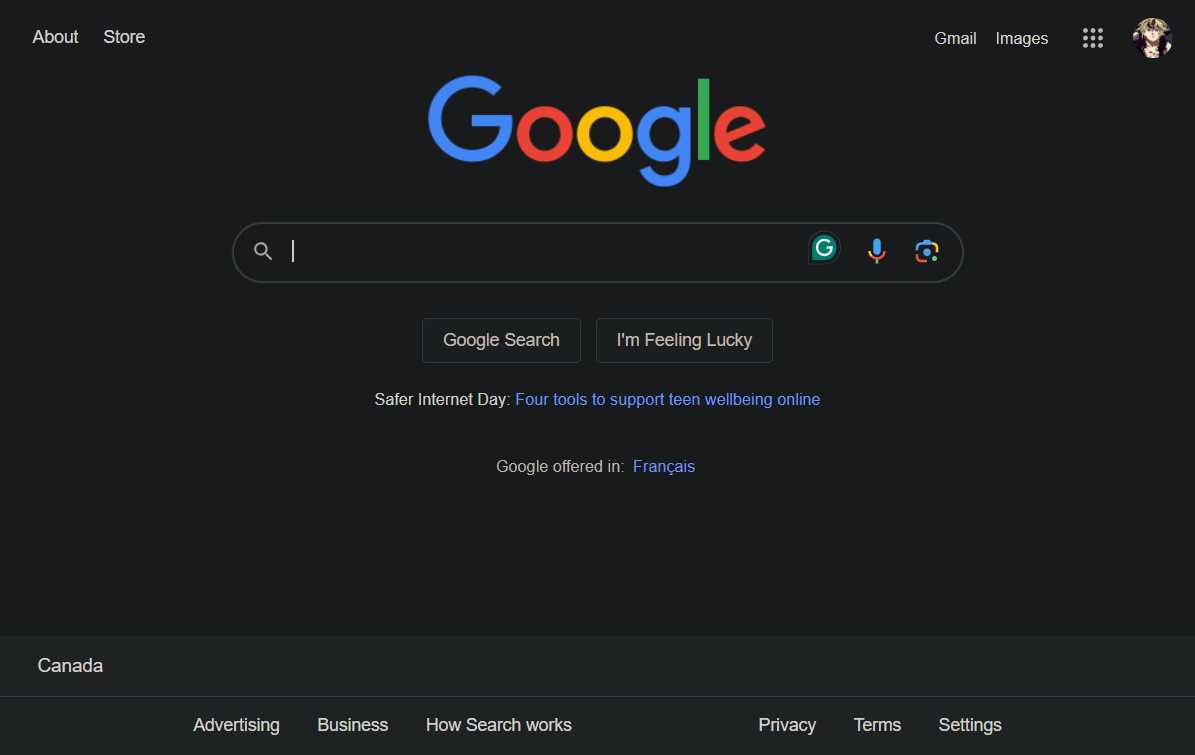 About Store Gmail Images
Google
G
Google Search I'm Feeling Lucky
Safer Internet Day: Four tools to support teen wellbeing online
Google offered in: Français
Canada
Advertising Business How Search works Privacy Terms Settings